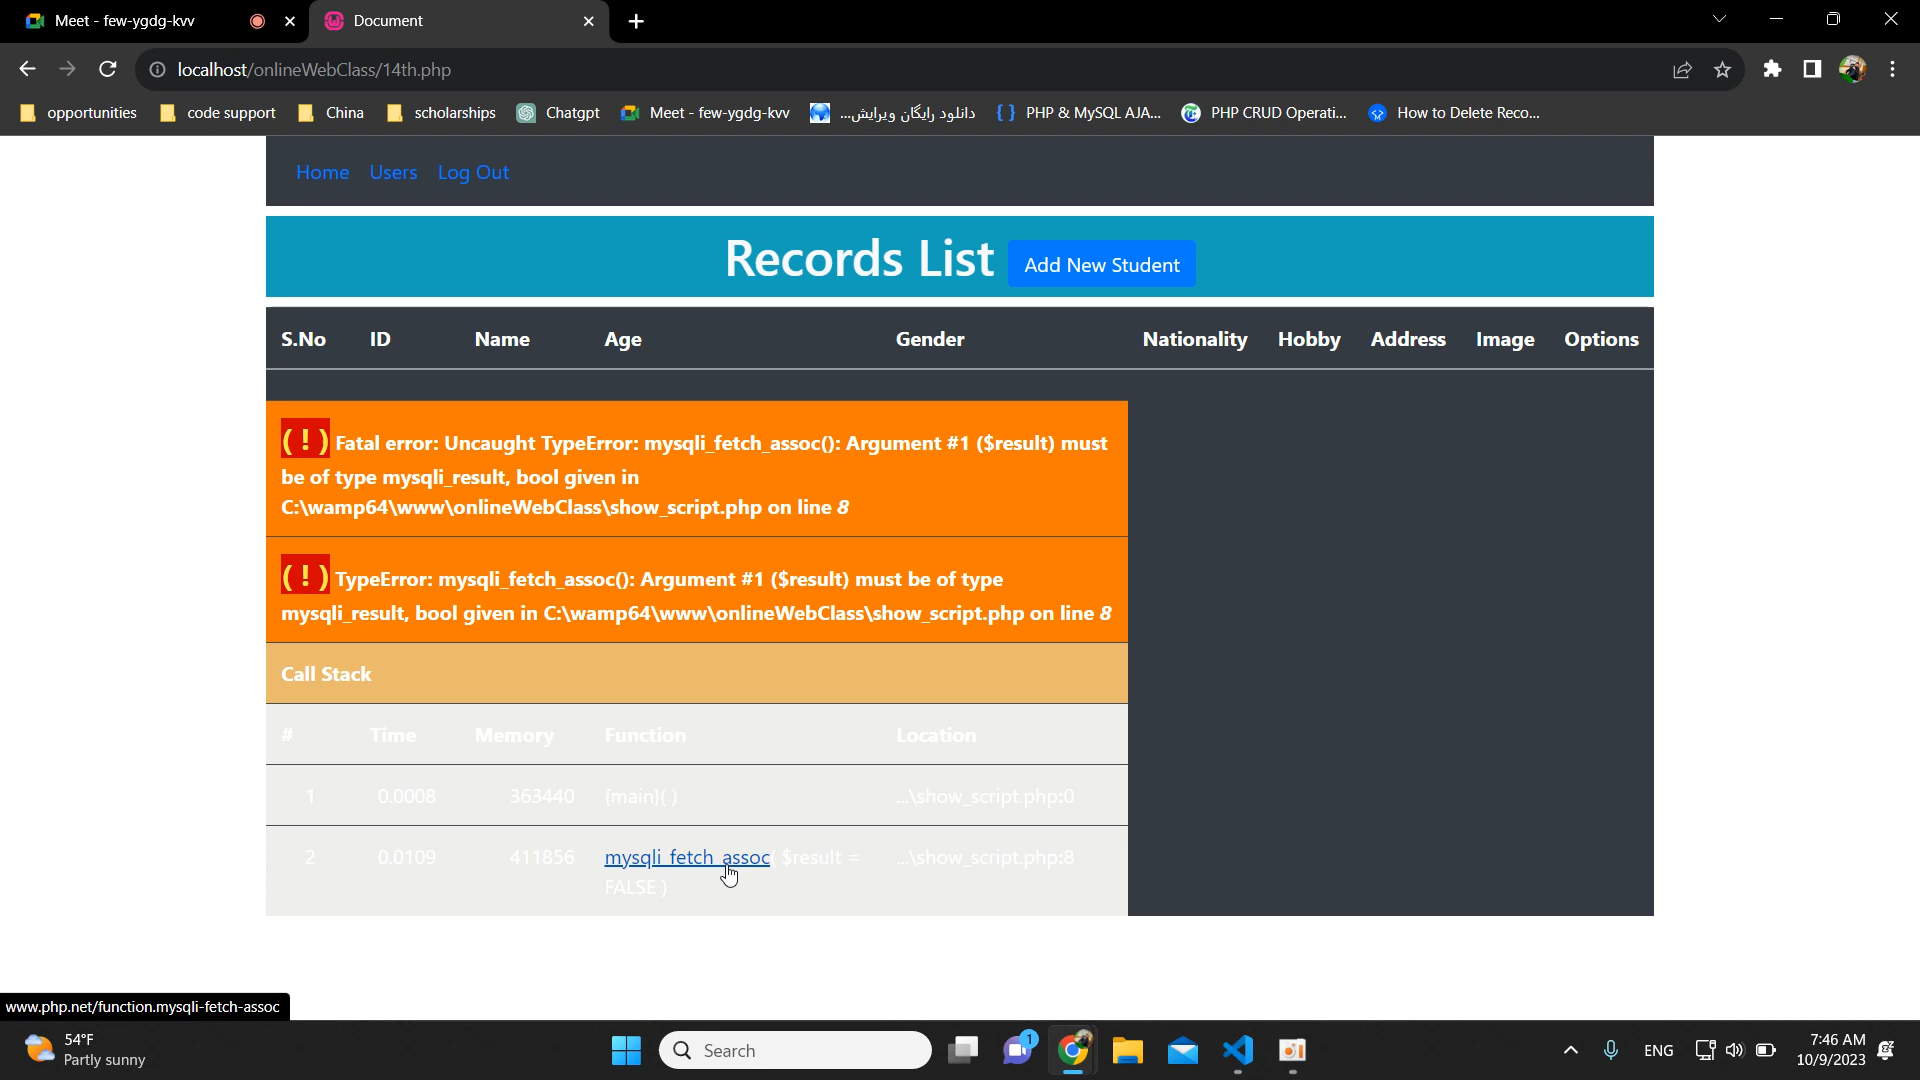 Meet - few-ygdg-kvv
Document
localhost/onlineWebClass/14th.php
opportunities code support China scholarships Chatgpt Meet - few-ygdg-kvv دانلود رایگان و ویرایش... PHP & MySQL AJA... PHP CRUD Operati... How to Delete Reco...
Home Users Log Out
Records List Add New Student
S.No ID Name Age Gender Nationality Hobby Address Image Options
( ! ) Fatal error: Uncaught TypeError: mysqli_fetch_assoc(): Argument #1 ($result) must
be of type mysqli_result, bool given in
C:\wamp64\www\onlineWebClass\show_script.php on line 8
( ! ) TypeError: mysqli_fetch_assoc(): Argument #1 ($result) must be of type
mysqli_result, bool given in C:\wamp64\www\onlineWebClass\show_script.php on line 8
Call Stack
# Time Memory Function Location
1 0.0008 363440 {main}( ) ...\show_script.php:0
2 0.0109 411856 mysqli_fetch_assoc( $result = ...\show_script.php:8
FALSE )
www.php.net/function.mysqli-fetch-assoc
54°F
Partly sunny
Search
1
ENG
7:46 AM
10/9/2023